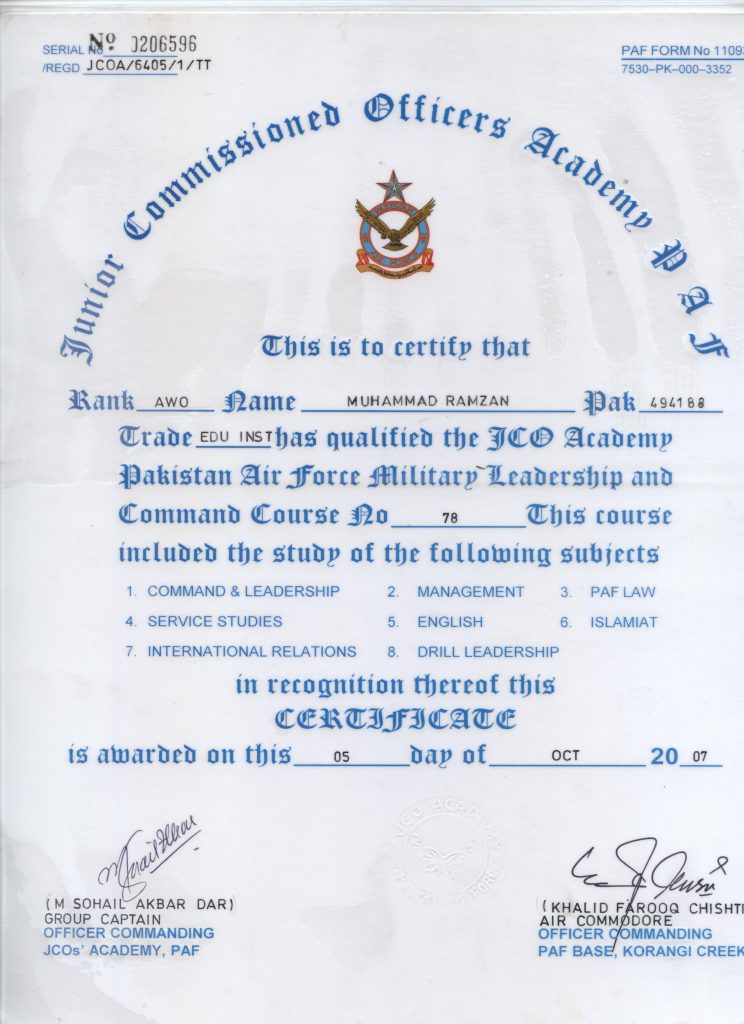 SERIAL No Nº 0206596
/REGD JCOA/6405/1/TT
PAF FORM No 1109
7530–PK–000–3352
Junior Commissioned Officers Academy PAF
This is to certify that
Rank AWO Name MUHAMMAD RAMZAN Pak 494188
Trade EDU INST has qualified the JCO Academy
Pakistan Air Force Military Leadership and
Command Course No 78 This course
included the study of the following subjects
1. COMMAND & LEADERSHIP 2. MANAGEMENT 3. PAF LAW
4. SERVICE STUDIES 5. ENGLISH 6. ISLAMIAT
7. INTERNATIONAL RELATIONS 8. DRILL LEADERSHIP
in recognition thereof this
CERTIFICATE
is awarded on this 05 day of OCT 20 07
JCO ACADEMY
(M SOHAIL AKBAR DAR)
GROUP CAPTAIN
OFFICER COMMANDING
JCOs' ACADEMY, PAF
(KHALID FAROOQ CHISHTI
AIR COMMODORE
OFFICER COMMANDING
PAF BASE, KORANGI CREEK